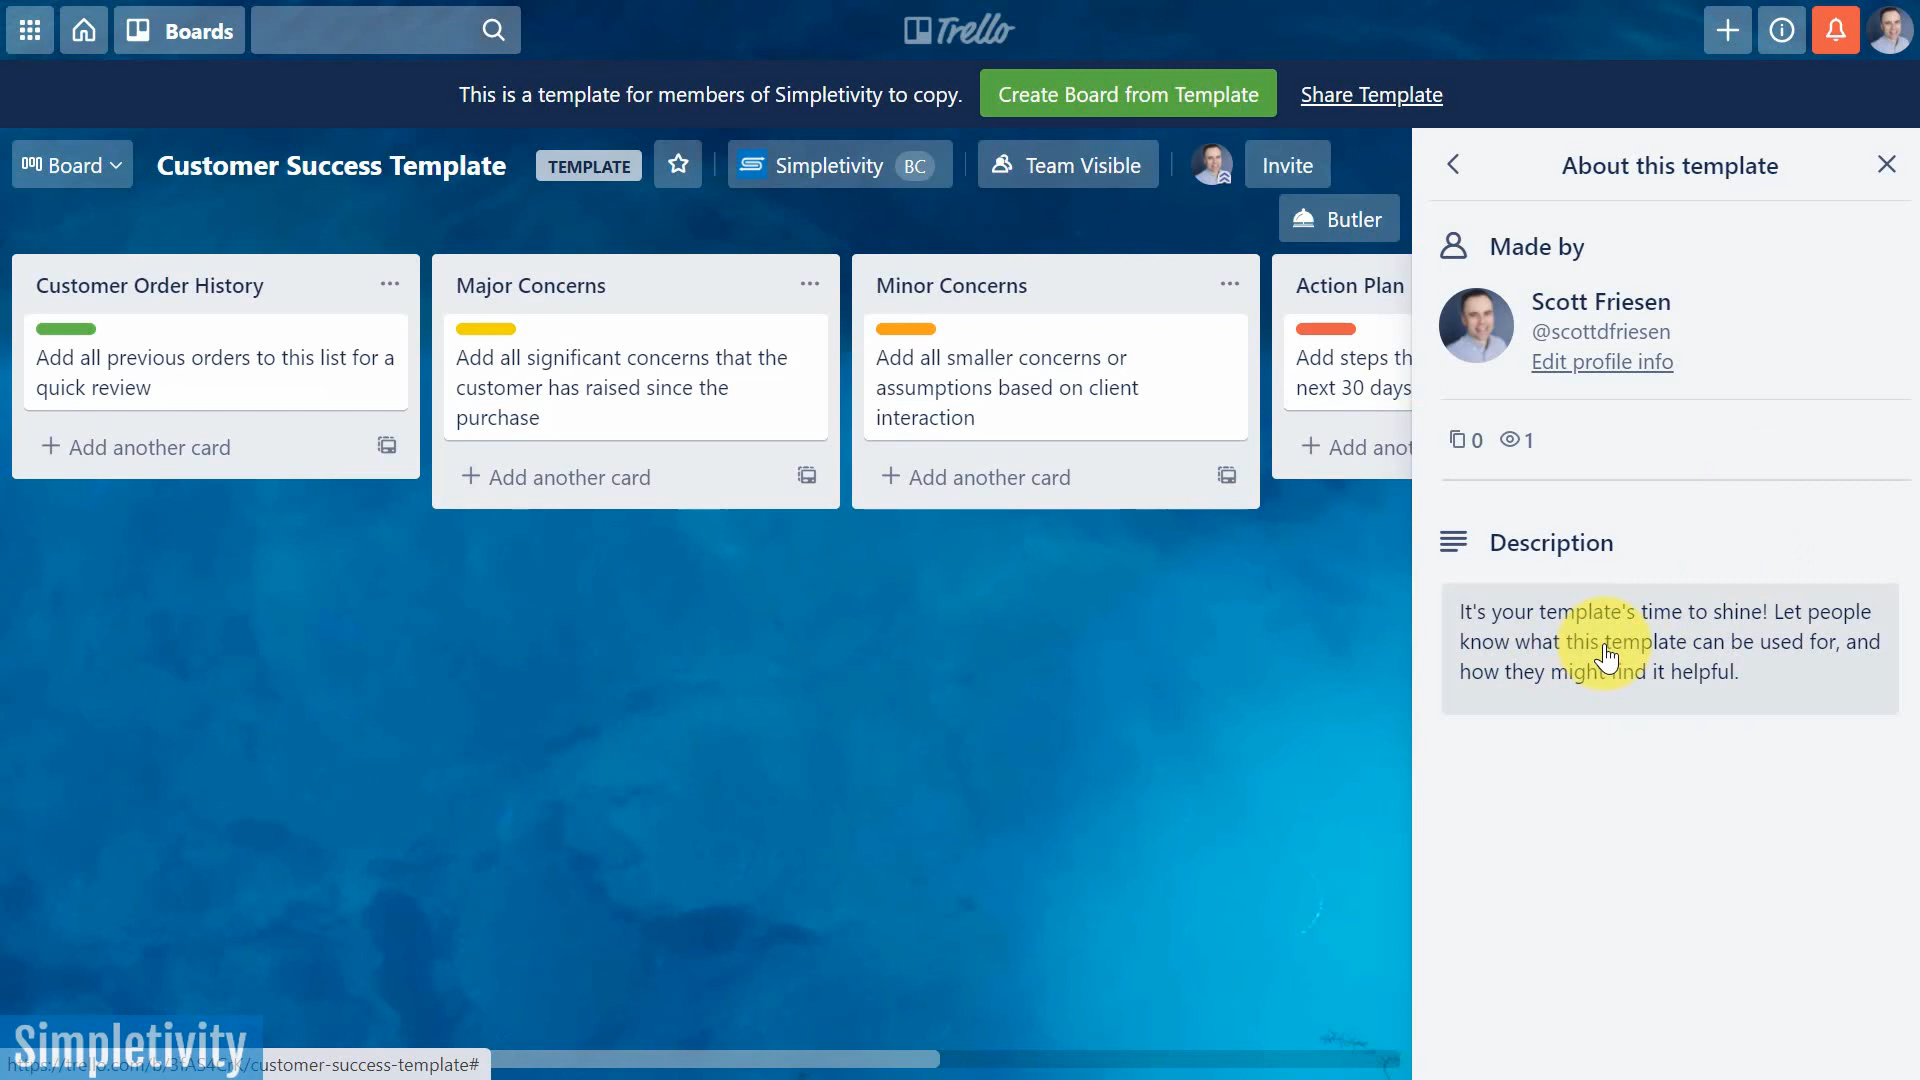 Boards
Trello
This is a template for members of Simpletivity to copy.
Create Board from Template
Share Template
Board
Customer Success Template
TEMPLATE
Simpletivity
BC
Team Visible
Invite
Butler
Customer Order History
Add all previous orders to this list for a
quick review
Add another card
Major Concerns
Add all significant concerns that the
customer has raised since the
purchase
Add another card
Minor Concerns
Add all smaller concerns or
assumptions based on client
interaction
Add another card
Action Plan
Add steps th
next 30 days
Add anot
About this template
Made by
Scott Friesen
@scottdfriesen
Edit profile info
0
1
Description
It's your template's time to shine! Let people
know what this template can be used for, and
how they might find it helpful.
Simpletivity
https://trello.com/b/3fAS4CrK/customer-success-template#